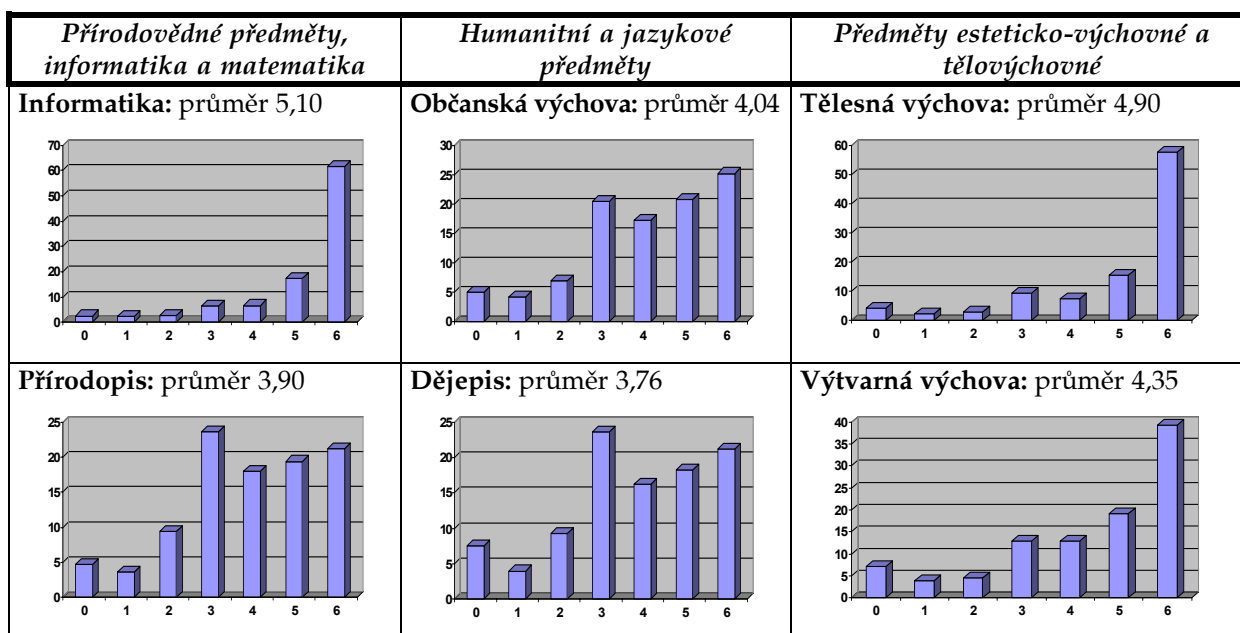 Přírodovědné předměty,
informatika a matematika
Humanitní a jazykové
předměty
Předměty esteticko-výchovné a
tělovýchovné
Informatika: průměr 5,10
70
60
50
40
30
20
10
0
0 1 2 3 4 5 6
Občanská výchova: průměr 4,04
30
25
20
15
10
5
0
0 1 2 3 4 5 6
Tělesná výchova: průměr 4,90
60
50
40
30
20
10
0
0 1 2 3 4 5 6
Přírodopis: průměr 3,90
25
20
15
10
5
0
0 1 2 3 4 5 6
Dějepis: průměr 3,76
25
20
15
10
5
0
0 1 2 3 4 5 6
Výtvarná výchova: průměr 4,35
40
35
30
25
20
15
10
5
0
0 1 2 3 4 5 6